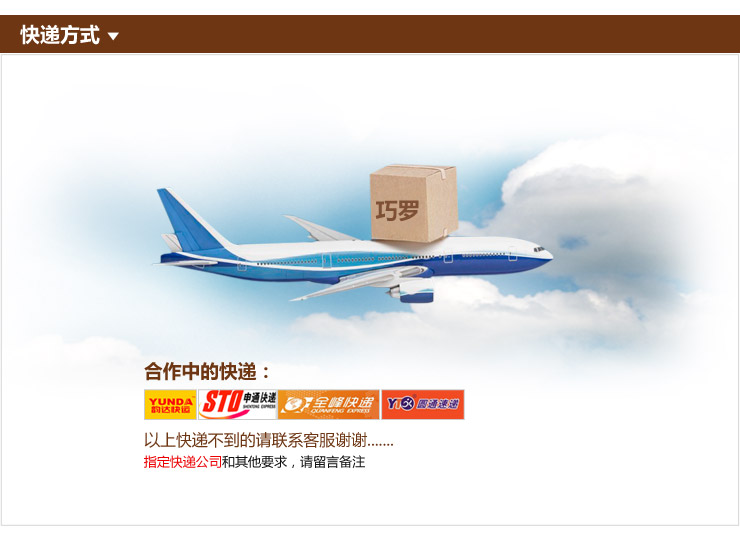 快递方式
巧罗
合作中的快递：
YUNDA 韵达快运 STO 申通快递 SHENTONG EXPRESS 全峰快递 QUANFENG EXPRESS YTO 圆通速递
以上快递不到的请联系客服谢谢.......
指定快递公司和其他要求，请留言备注